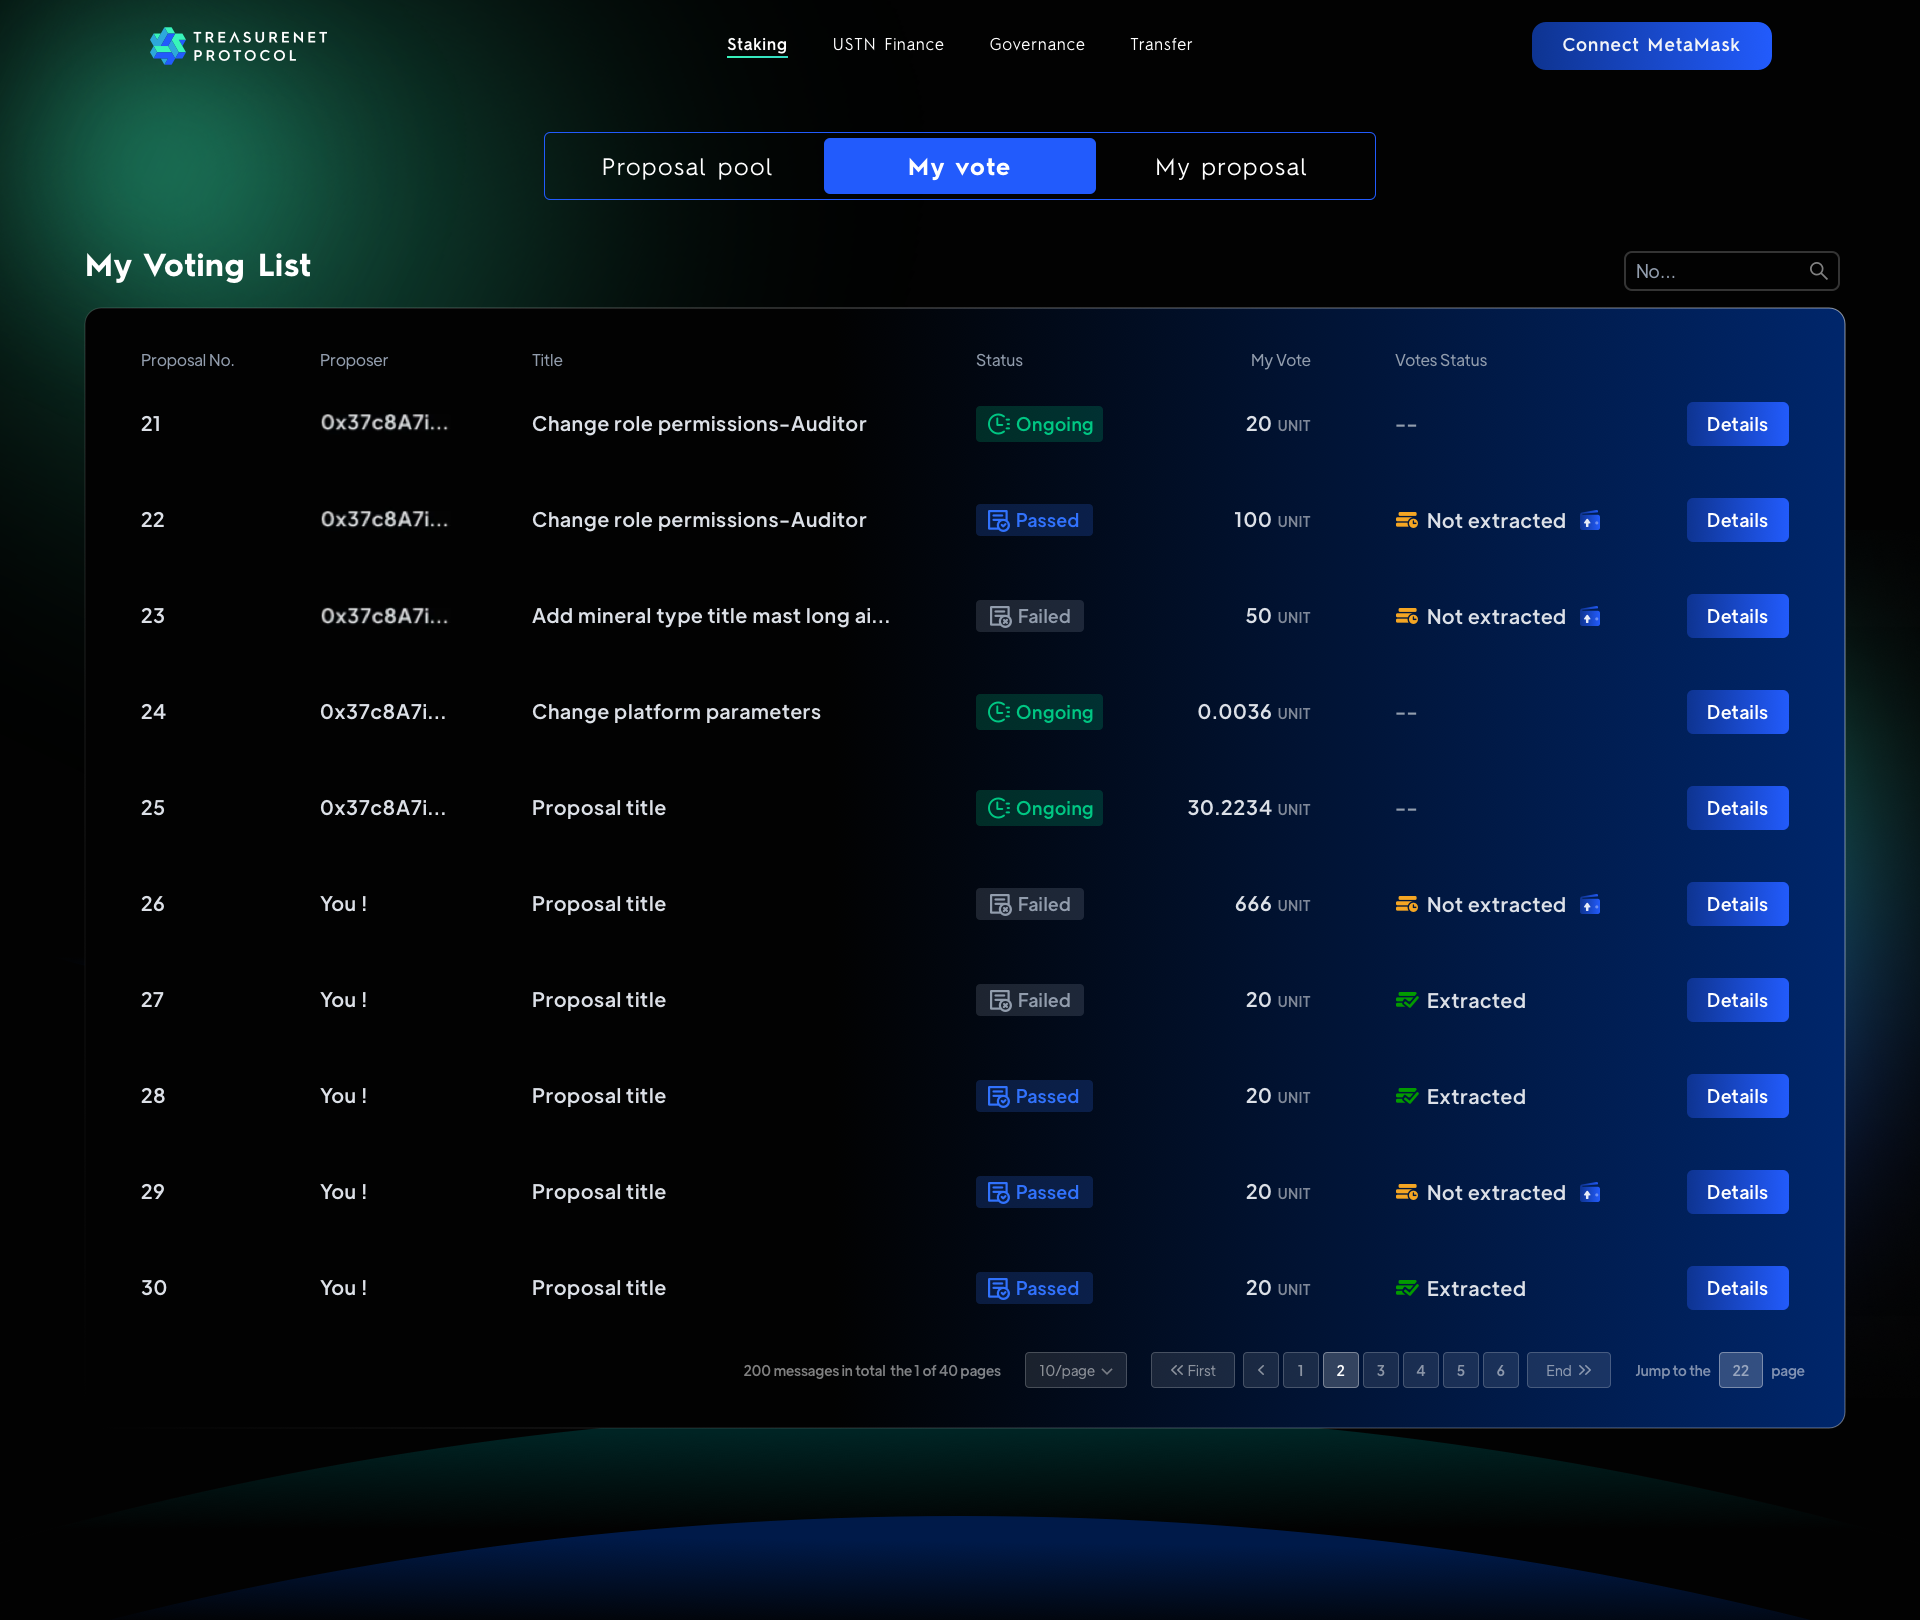 TREASURENET
PROTOCOL
Staking USTN Finance Governance Transfer
Connect MetaMask
Proposal pool My vote My proposal
My Voting List
No...
Proposal No. Proposer Title Status My Vote Votes Status
21 0x37c8A7i... Change role permissions-Auditor Ongoing 20 UNIT -- Details
22 0x37c8A7i... Change role permissions-Auditor Passed 100 UNIT Not extracted Details
23 0x37c8A7i... Add mineral type title mast long ai... Failed 50 UNIT Not extracted Details
24 0x37c8A7i... Change platform parameters Ongoing 0.0036 UNIT -- Details
25 0x37c8A7i... Proposal title Ongoing 30.2234 UNIT -- Details
26 You ! Proposal title Failed 666 UNIT Not extracted Details
27 You ! Proposal title Failed 20 UNIT Extracted Details
28 You ! Proposal title Passed 20 UNIT Extracted Details
29 You ! Proposal title Passed 20 UNIT Not extracted Details
30 You ! Proposal title Passed 20 UNIT Extracted Details
200 messages in total the 1 of 40 pages 10/page First 1 2 3 4 5 6 End Jump to the 22 page